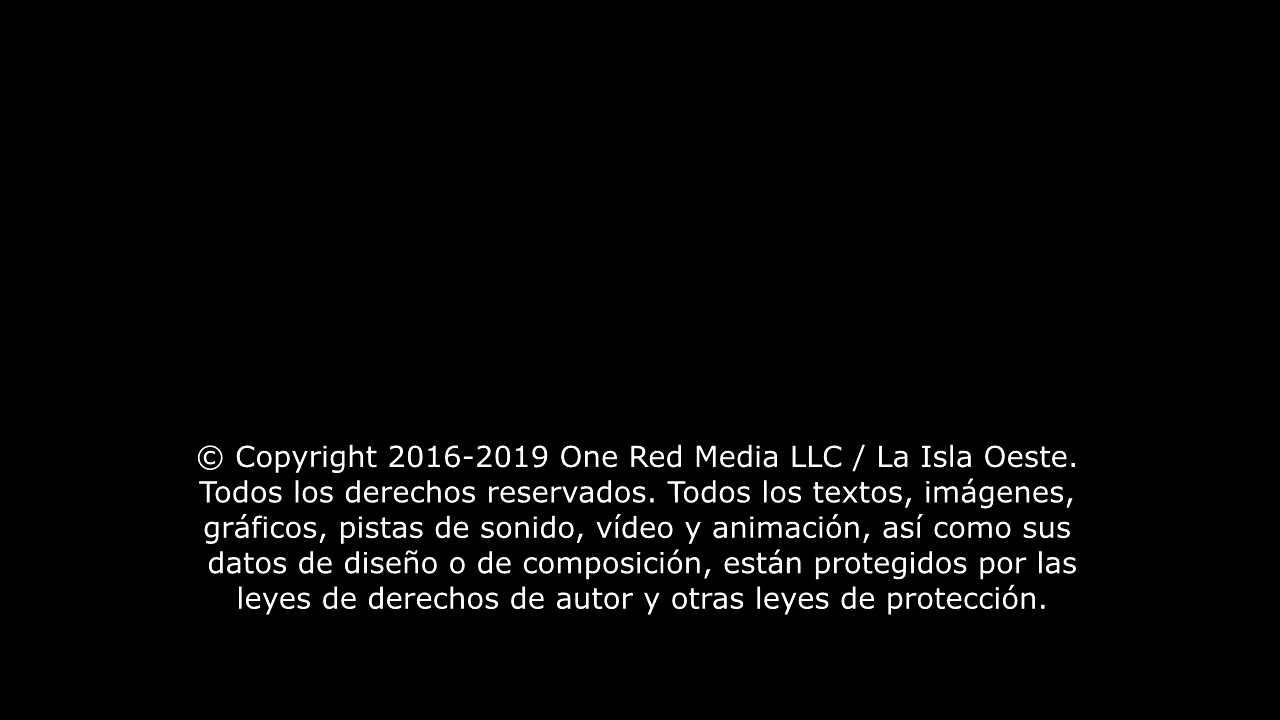 © Copyright 2016-2019 One Red Media LLC / La Isla Oeste.
Todos los derechos reservados. Todos los textos, imágenes,
gráficos, pistas de sonido, vídeo y animación, así como sus
datos de diseño o de composición, están protegidos por las
leyes de derechos de autor y otras leyes de protección.